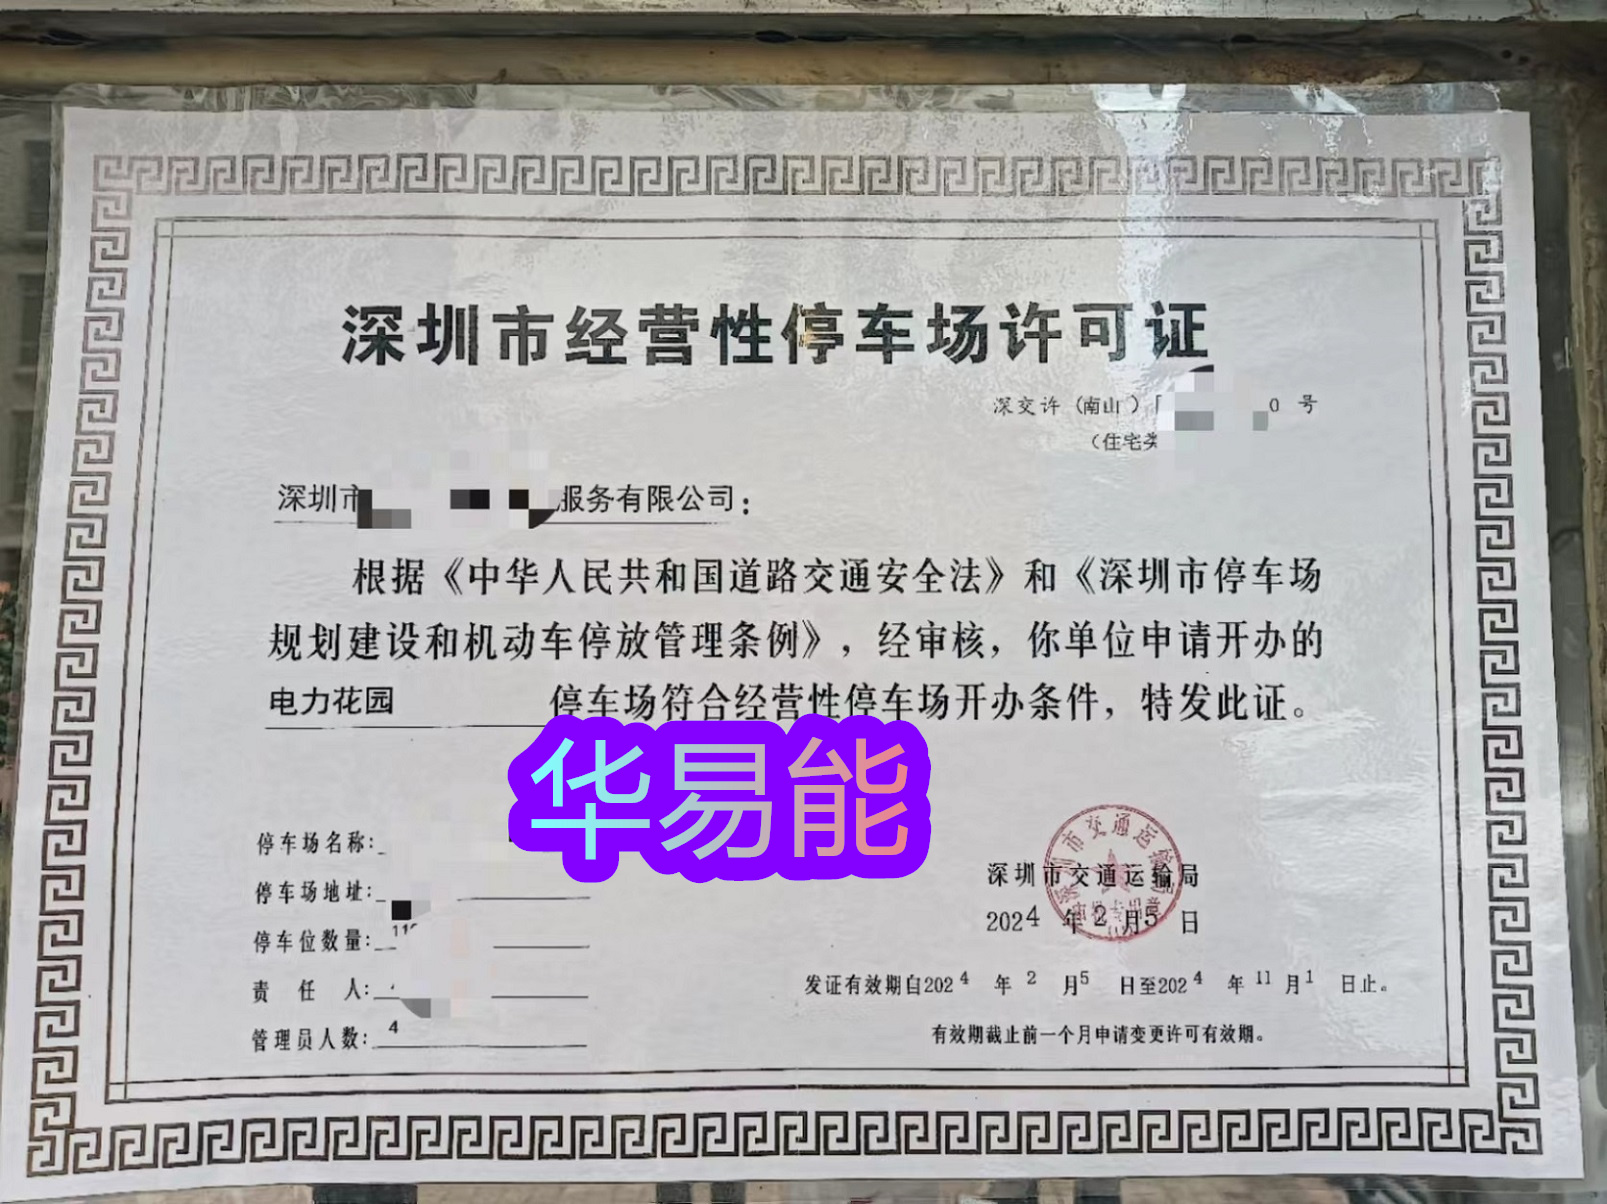 深圳市经营性停车场许可证
深交许（南山）0 号
（住宅类
深圳市服务有限公司：
根据《中华人民共和国道路交通安全法》和《深圳市停车场
规划建设和机动车停放管理条例》，经审核，你单位申请开办的
电力花园 停车场符合经营性停车场开办条件，特发此证。
华易能
停车场名称:
停车场地址:
停车位数量:
责任人:
管理员人数: 4
深圳市交通运输局
2024 年 2 月 5 日
发证有效期自2024 年 2 月 5 日至2024 年 11 月 1 日止。
有效期截止前一个月申请变更许可有效期。